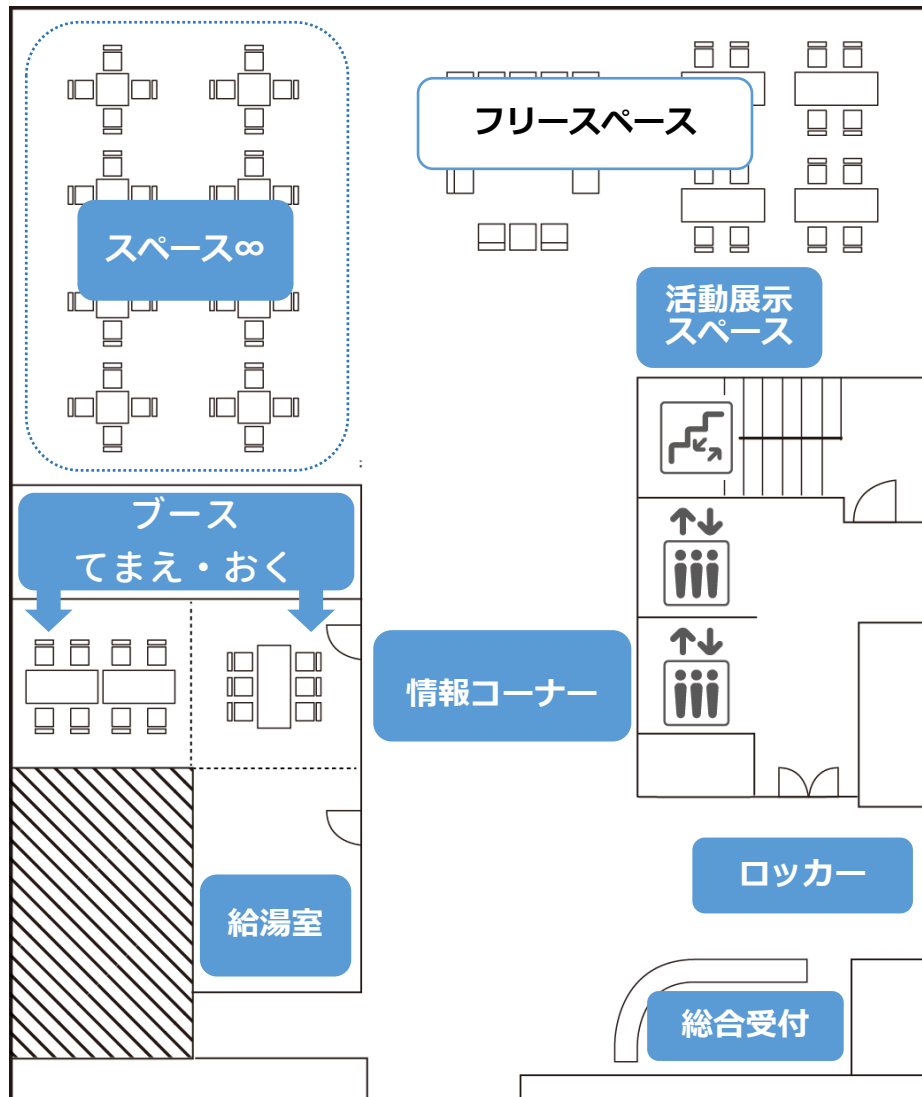 フリースペース
スペース∞
活動展示
スペース
ブース
てまえ・おく
情報コーナー
ロッカー
給湯室
総合受付